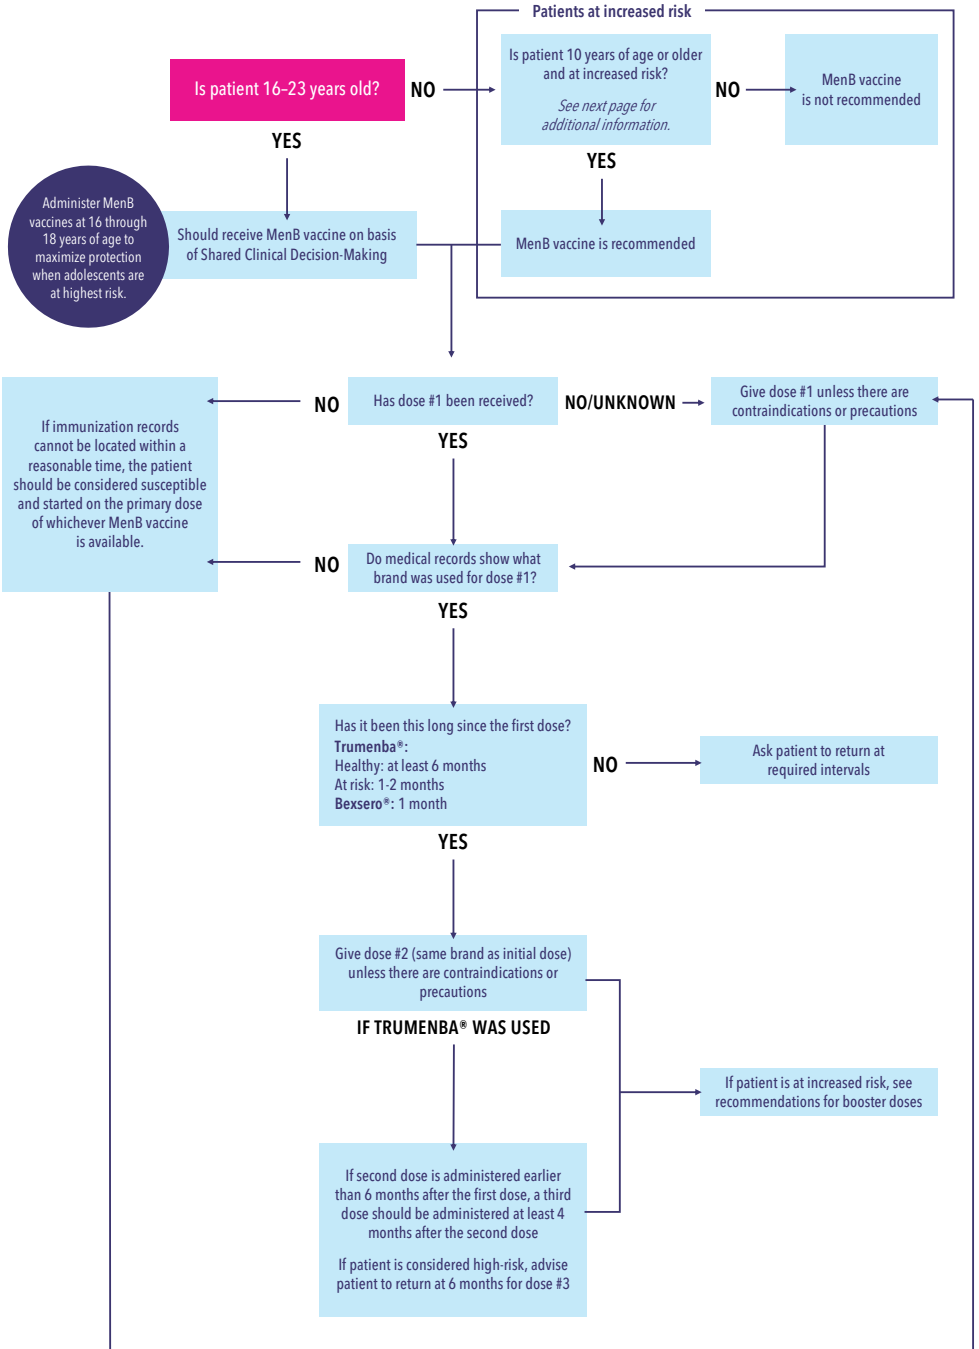 Patients at increased risk
Is patient 16–23 years old?
NO
Is patient 10 years of age or older
and at increased risk?
See next page for
additional information.
NO
MenB vaccine
is not recommended
YES
YES
Administer MenB
vaccines at 16 through
18 years of age to
maximize protection
when adolescents are
at highest risk.
Should receive MenB vaccine on basis
of Shared Clinical Decision-Making
MenB vaccine is recommended
If immunization records
cannot be located within a
reasonable time, the patient
should be considered susceptible
and started on the primary dose
of whichever MenB vaccine
is available.
NO
Has dose #1 been received?
NO/UNKNOWN
Give dose #1 unless there are
contraindications or precautions
YES
NO
Do medical records show what
brand was used for dose #1?
YES
Has it been this long since the first dose?
Trumenba®:
Healthy: at least 6 months
At risk: 1-2 months
Bexsero®: 1 month
NO
Ask patient to return at
required intervals
YES
Give dose #2 (same brand as initial dose)
unless there are contraindications or
precautions
IF TRUMENBA® WAS USED
If patient is at increased risk, see
recommendations for booster doses
If second dose is administered earlier
than 6 months after the first dose, a third
dose should be administered at least 4
months after the second dose
If patient is considered high-risk, advise
patient to return at 6 months for dose #3